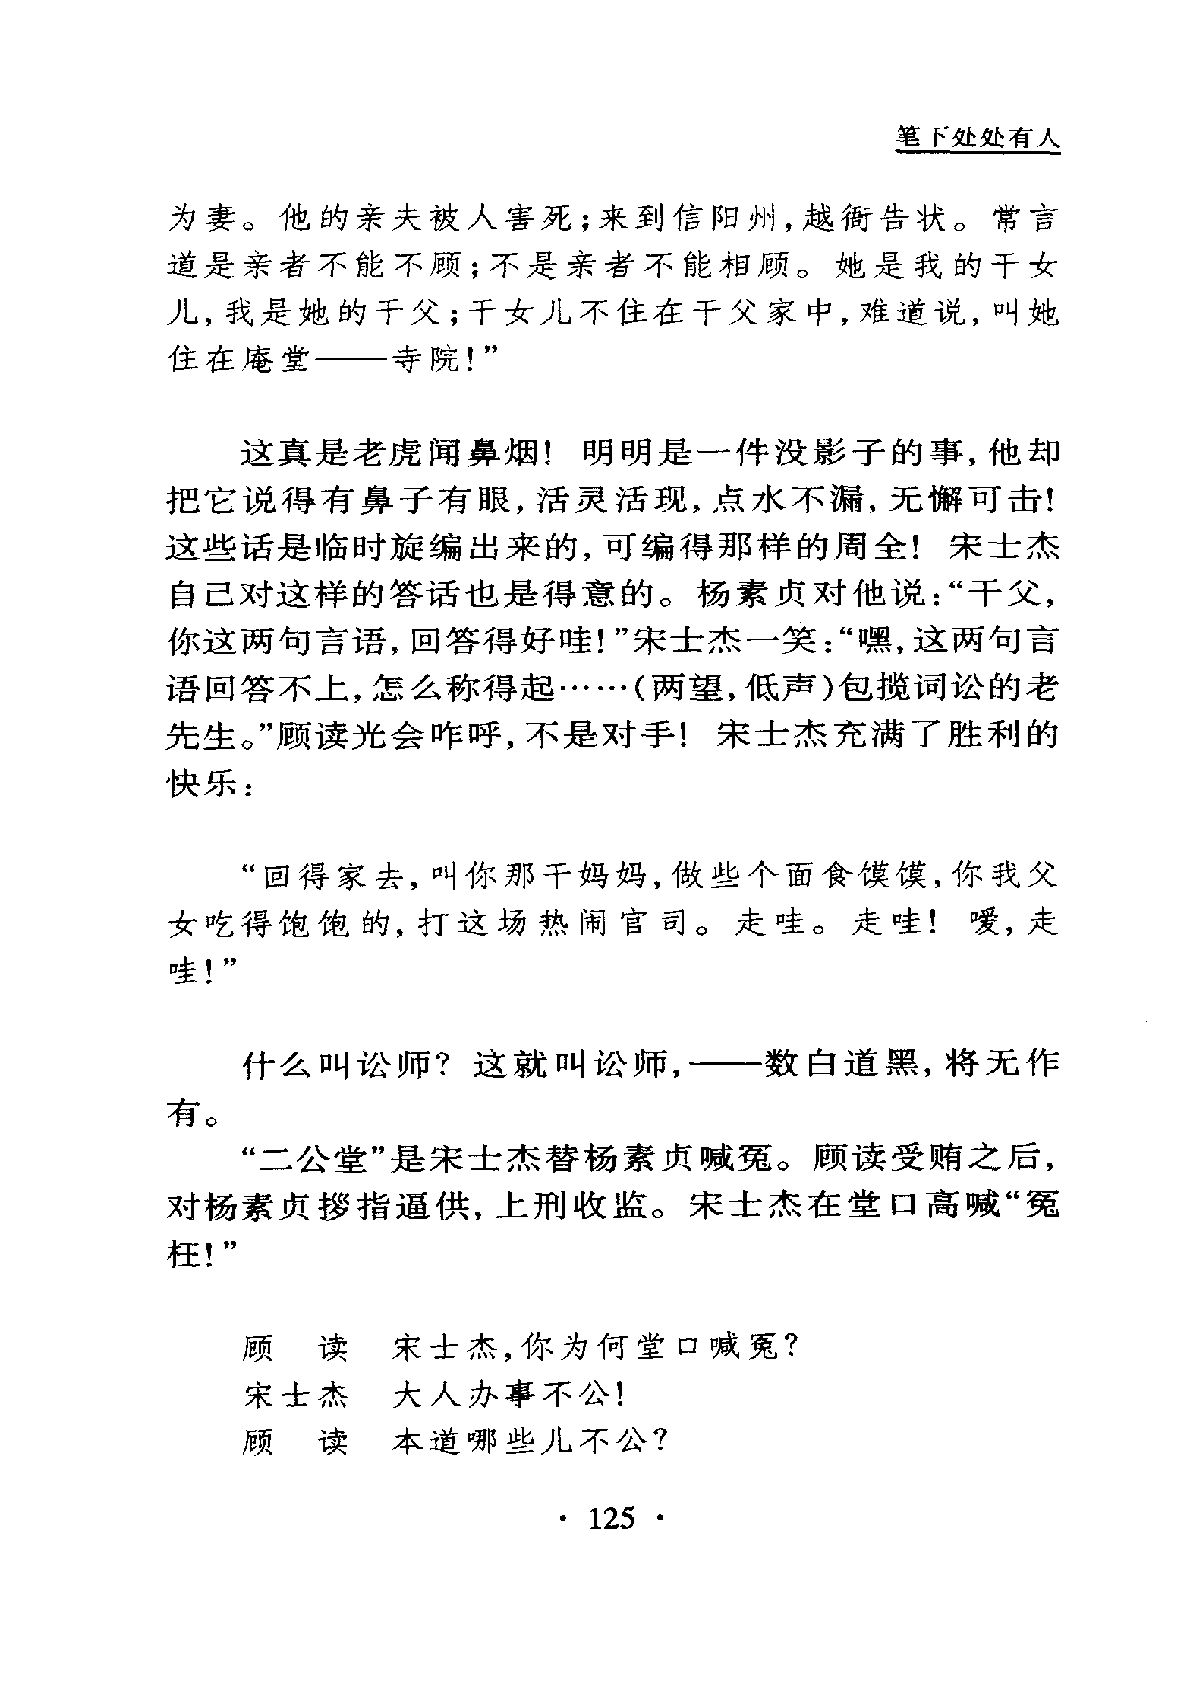 笔下处处有人
为妻。他的亲夫被人害死；来到信阳州，越衙告状。常言
道是亲者不能不顾；不是亲者不能相顾。她是我的干女
儿，我是她的干父；干女儿不住在干父家中，难道说，叫她
住在庵堂——寺院！”
这真是老虎闻鼻烟！明明是一件没影子的事，他却
把它说得有鼻子有眼，活灵活现，点水不漏，无懈可击！
这些话是临时旋编出来的，可编得那样的周全！宋士杰
自己对这样的答话也是得意的。杨素贞对他说：“干父，
你这两句言语，回答得好哇！”宋士杰一笑：“嘿，这两句言
语回答不上，怎么称得起……（两望，低声）包揽词讼的老
先生。”顾读光会咋呼，不是对手！宋士杰充满了胜利的
快乐：
“回得家去，叫你那干妈妈，做些个面食馍馍，你我父
女吃得饱饱的，打这场热闹官司。走哇。走哇！嗳，走
哇！”
什么叫讼师？这就叫讼师，——数白道黑，将无作
有。
“二公堂”是宋士杰替杨素贞喊冤。顾读受贿之后，
对杨素贞拶指逼供，上刑收监。宋士杰在堂口高喊“冤
枉！”
顾　读　宋士杰，你为何堂口喊冤？
宋士杰　大人办事不公！
顾　读　本道哪些儿不公？
· 125 ·